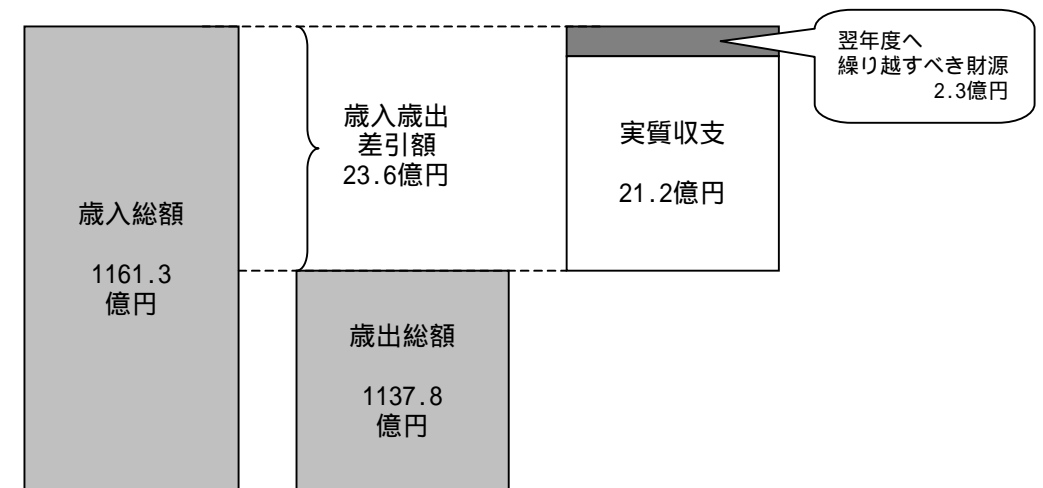 歳入総額
1161.3
億円
歳入歳出
差引額
23.6億円
歳出総額
1137.8
億円
実質収支
21.2億円
翌年度へ
繰り越すべき財源
2.3億円